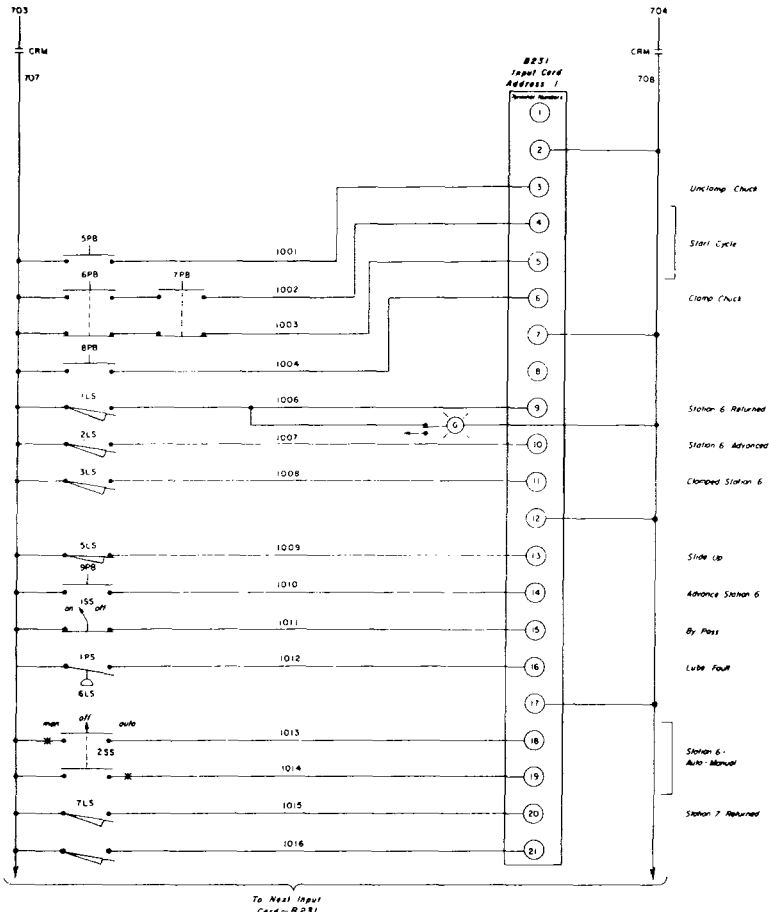 703
704
CRM
CRM
707
708
B231
Input Card
Address 1
Terminal Numbers
1
2
3
Unclamp Chuck
4
Start Cycle
5PB
1001
5
6PB
7PB
1002
6
Clamp Chuck
1003
7
8PB
1004
8
1LS
1006
9
Station 6 Returned
G
2LS
1007
10
Station 6 Advanced
3LS
1008
11
Clamped Station 6
12
5LS
1009
13
Slide Up
9PB
1010
14
Advance Station 6
1SS
on off
1011
15
By Pass
1PS
1012
16
Lube Fault
6LS
17
man off auto
1013
18
2SS
Station 6 -
Auto - Manual
1014
19
7LS
1015
20
Station 7 Returned
1016
21
To Next Input
Card - B231